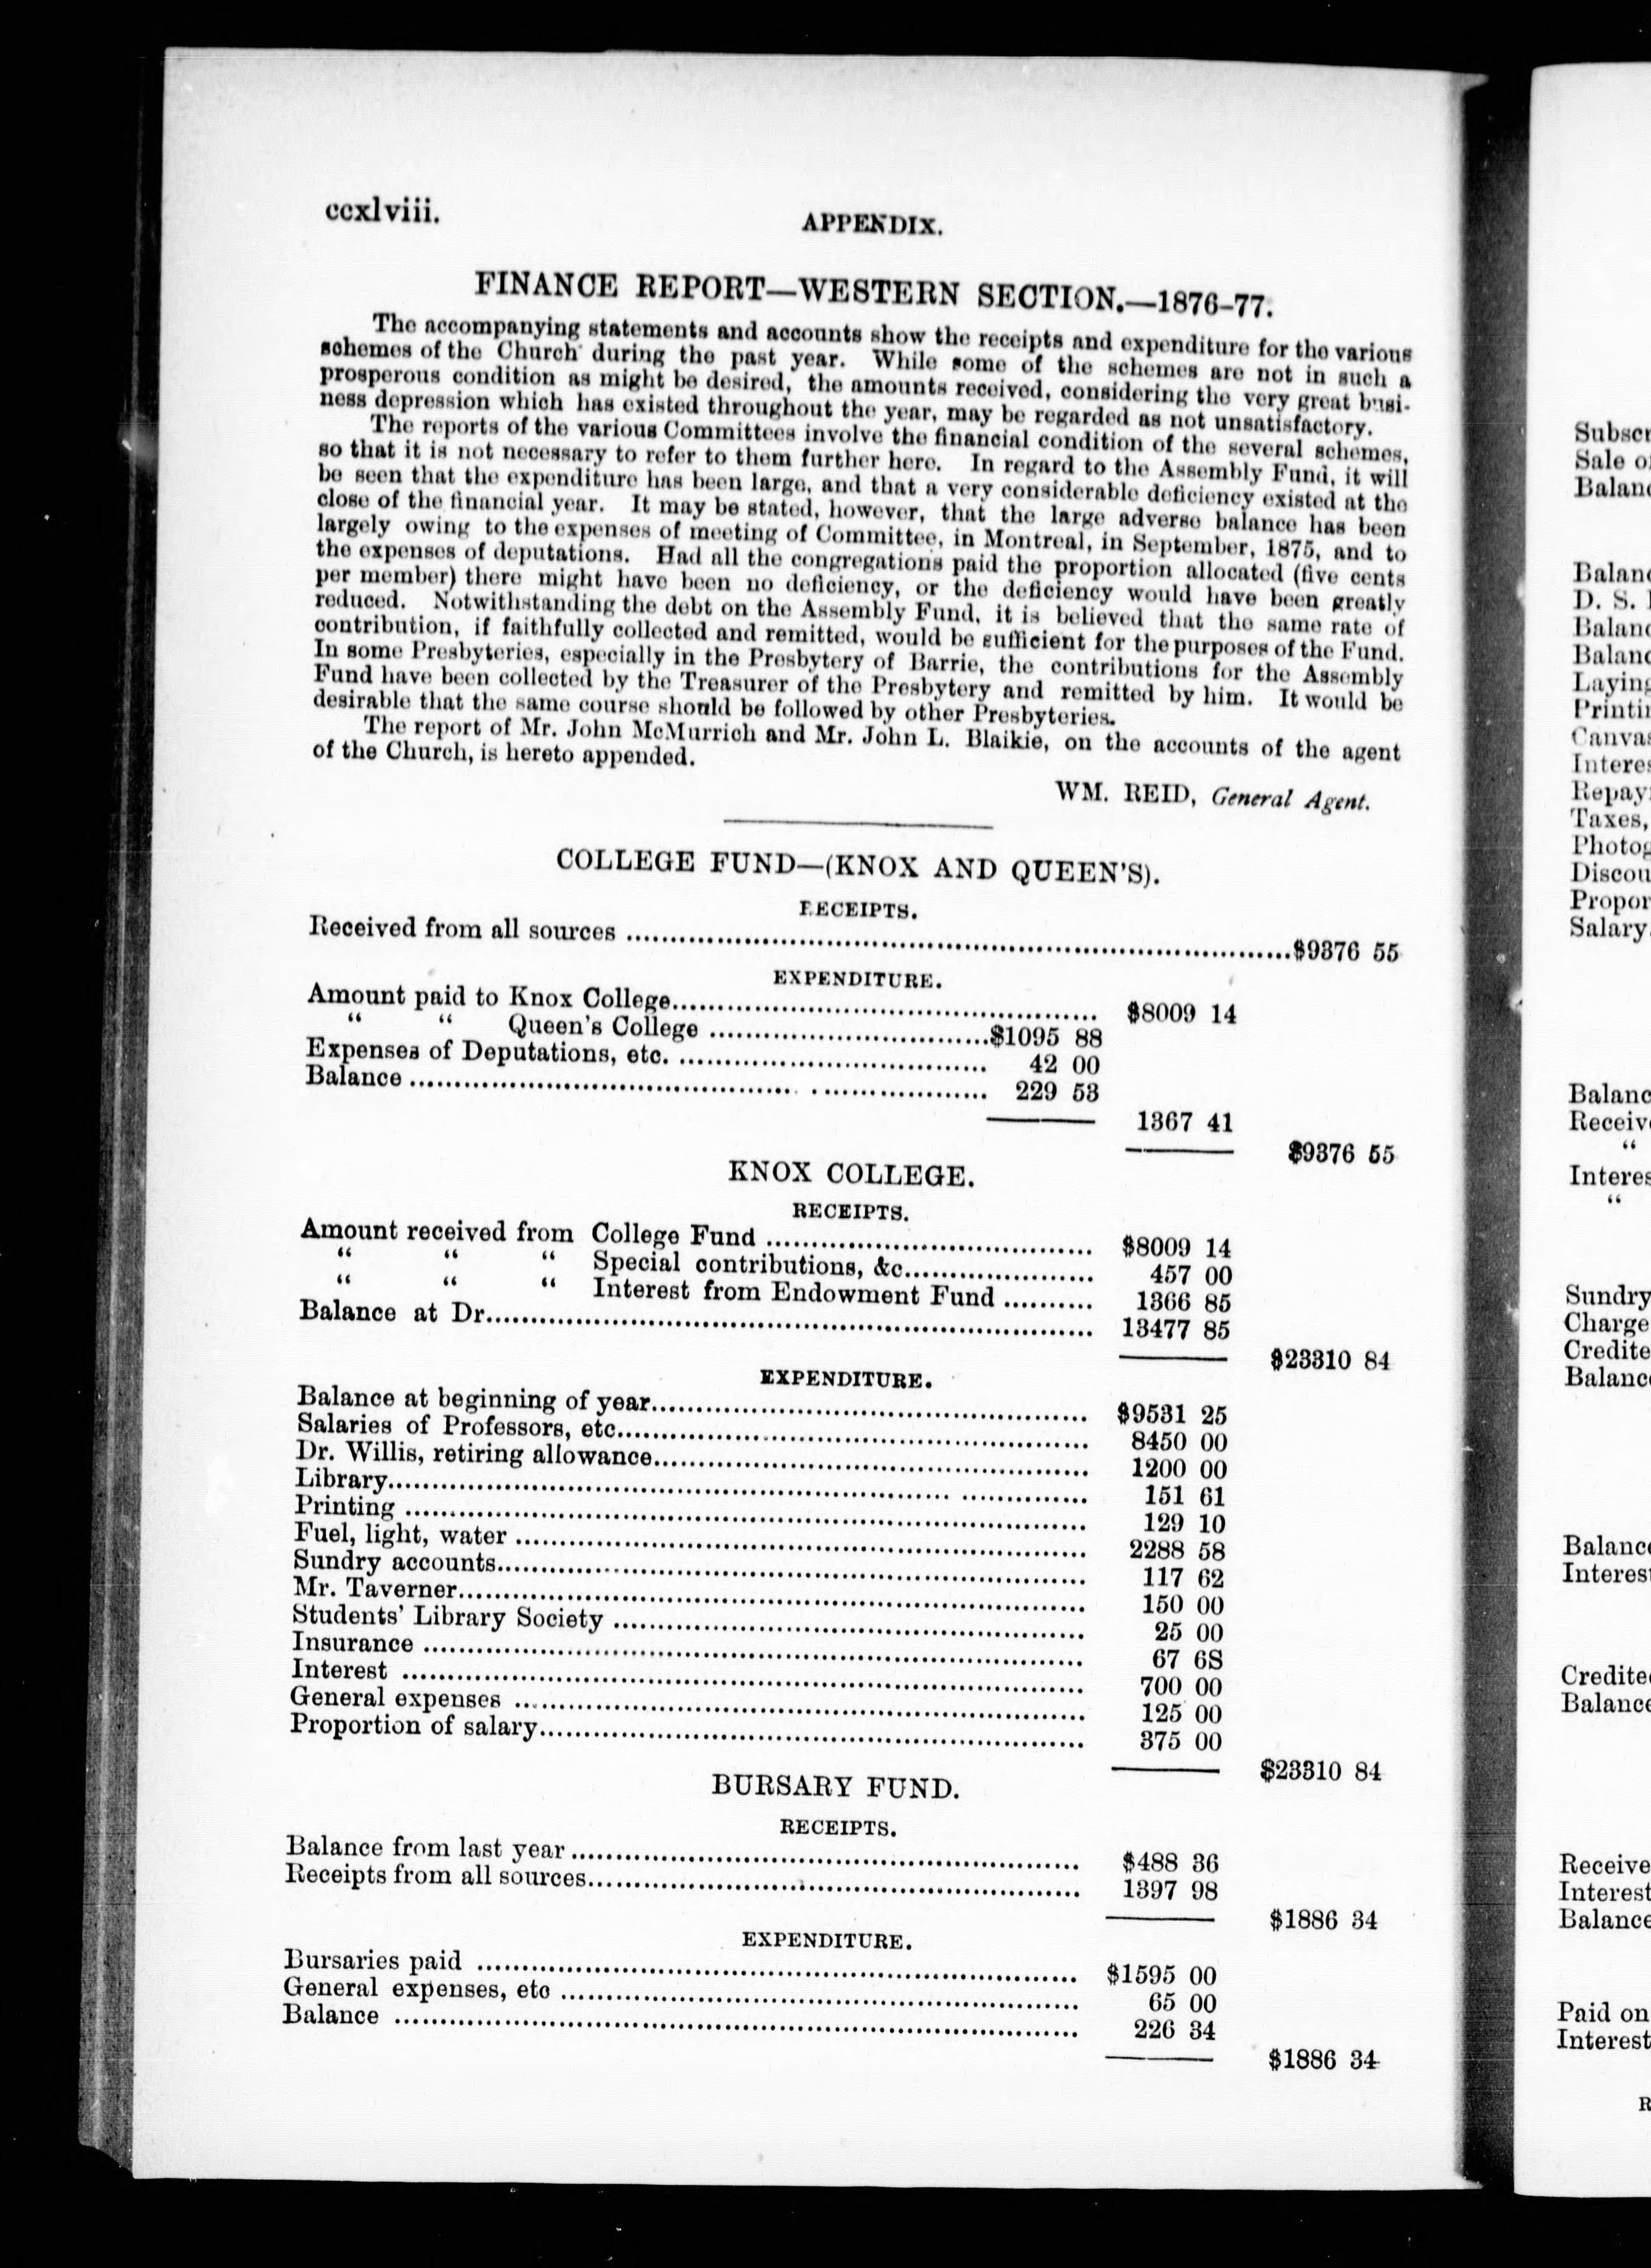 ccxlviii.
APPENDIX.
FINANCE REPORT—WESTERN SECTION.—1876-77.
The accompanying statements and accounts show the receipts and expenditure for the various
schemes of the Church during the past year. While some of the schemes are not in such a
prosperous condition as might be desired, the amounts received, considering the very great busi-
ness depression which has existed throughout the year, may be regarded as not unsatisfactory.
The reports of the various Committees involve the financial condition of the several schemes,
so that it is not necessary to refer to them further here. In regard to the Assembly Fund, it will
be seen that the expenditure has been large, and that a very considerable deficiency existed at the
close of the financial year. It may be stated, however, that the large adverse balance has been
largely owing to the expenses of meeting of Committee, in Montreal, in September, 1875, and to
the expenses of deputations. Had all the congregations paid the proportion allocated (five cents
per member) there might have been no deficiency, or the deficiency would have been greatly
reduced. Notwithstanding the debt on the Assembly Fund, it is believed that the same rate of
contribution, if faithfully collected and remitted, would be sufficient for the purposes of the Fund.
In some Presbyteries, especially in the Presbytery of Barrie, the contributions for the Assembly
Fund have been collected by the Treasurer of the Presbytery and remitted by him. It would be
desirable that the same course should be followed by other Presbyteries.
The report of Mr. John McMurrich and Mr. John L. Blaikie, on the accounts of the agent
of the Church, is hereto appended.
WM. REID, General Agent.
COLLEGE FUND—(KNOX AND QUEEN'S).
RECEIPTS.
Received from all sources ........ $9376 55
EXPENDITURE.
Amount paid to Knox College........ $8009 14
“ “ Queen's College ........ $1095 88
Expenses of Deputations, etc. ........ 42 00
Balance ........ 229 53
1367 41
$9376 55
KNOX COLLEGE.
RECEIPTS.
Amount received from College Fund ........ $8009 14
“ “ “ Special contributions, &c........ 457 00
“ “ “ Interest from Endowment Fund ........ 1366 85
Balance at Dr........ 13477 85
$23310 84
EXPENDITURE.
Balance at beginning of year........ $9531 25
Salaries of Professors, etc........ 8450 00
Dr. Willis, retiring allowance........ 1200 00
Library........ 151 61
Printing ........ 129 10
Fuel, light, water ........ 2288 58
Sundry accounts........ 117 62
Mr. Taverner........ 150 00
Students' Library Society ........ 25 00
Insurance ........ 67 68
Interest ........ 700 00
General expenses ........ 125 00
Proportion of salary........ 375 00
$23310 84
BURSARY FUND.
RECEIPTS.
Balance from last year ........ $488 36
Receipts from all sources........ 1397 98
$1886 34
EXPENDITURE.
Bursaries paid ........ $1595 00
General expenses, etc ........ 65 00
Balance ........ 226 34
$1886 34
Sale
D. S.
Balance
Printi
Taxes,
Salary
“
“
Sundry
Charge
Balance
Interest
Balance
Receive
Interest
Balance
Paid on
Interest